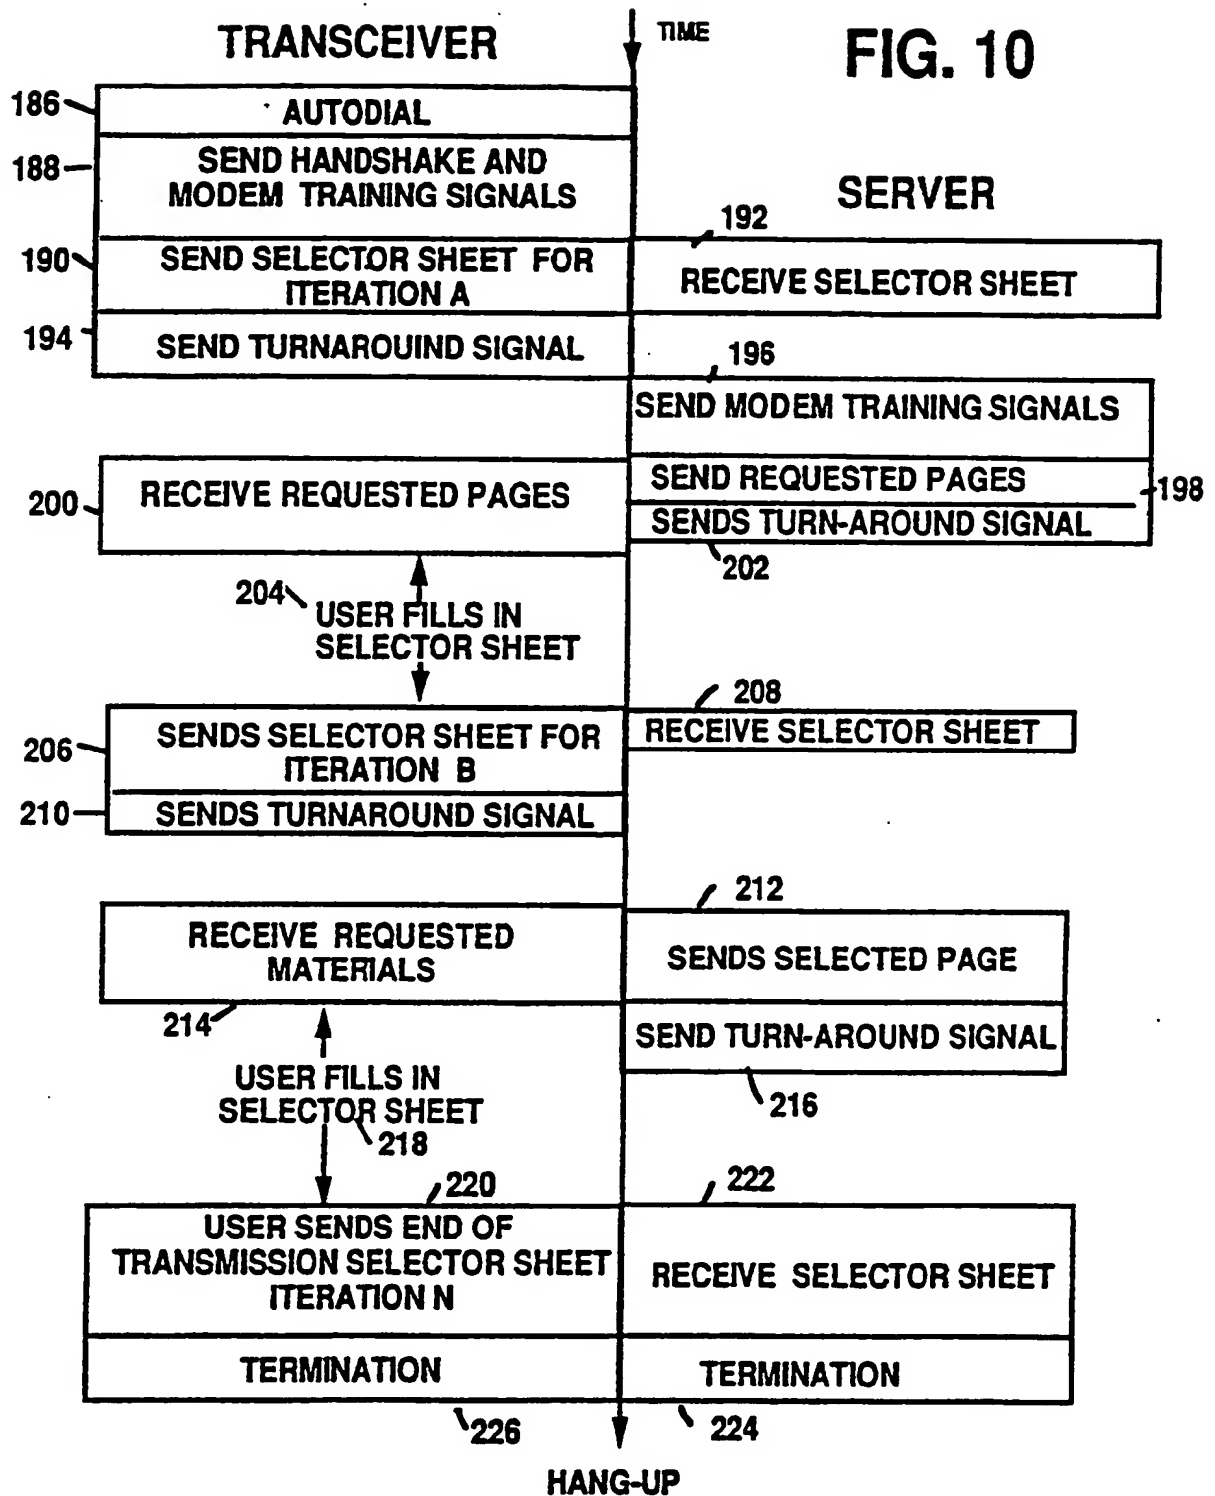 TRANSCEIVER
TIME
FIG. 10
186
AUTODIAL
188
SEND HANDSHAKE AND
MODEM TRAINING SIGNALS
SERVER
192
190
SEND SELECTOR SHEET FOR
ITERATION A
RECEIVE SELECTOR SHEET
194
SEND TURNAROUIND SIGNAL
196
SEND MODEM TRAINING SIGNALS
200
RECEIVE REQUESTED PAGES
SEND REQUESTED PAGES
198
SENDS TURN-AROUND SIGNAL
202
204
USER FILLS IN
SELECTOR SHEET
208
206
SENDS SELECTOR SHEET FOR
ITERATION B
RECEIVE SELECTOR SHEET
210
SENDS TURNAROUND SIGNAL
212
RECEIVE REQUESTED
MATERIALS
SENDS SELECTED PAGE
214
SEND TURN-AROUND SIGNAL
216
USER FILLS IN
SELECTOR SHEET
218
220
222
USER SENDS END OF
TRANSMISSION SELECTOR SHEET
ITERATION N
RECEIVE SELECTOR SHEET
TERMINATION
TERMINATION
226
224
HANG-UP